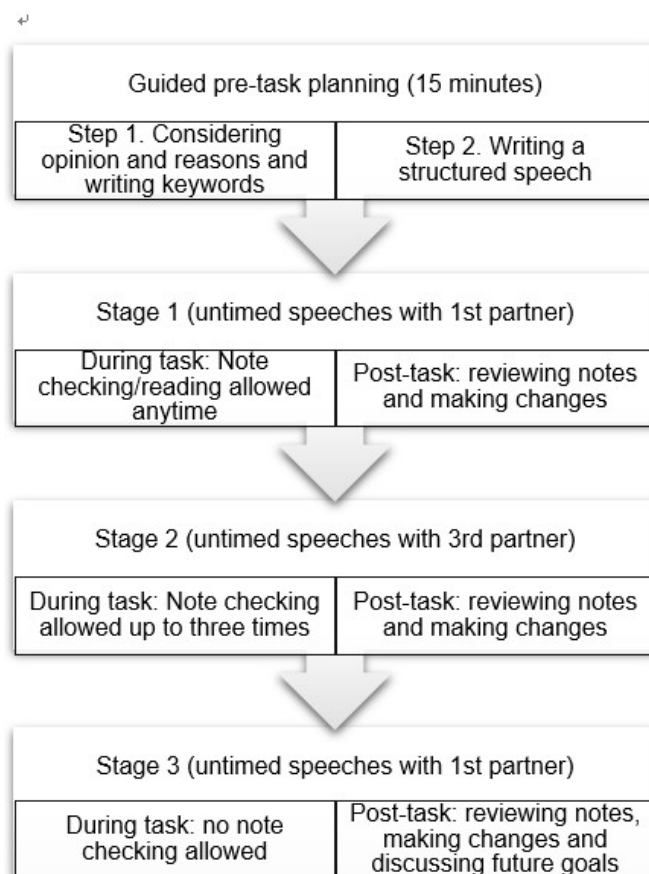 Guided pre-task planning (15 minutes)
Step 1. Considering
opinion and reasons and
writing keywords
Step 2. Writing a
structured speech
Stage 1 (untimed speeches with 1st partner)
During task: Note
checking/reading allowed
anytime
Post-task: reviewing notes
and making changes
Stage 2 (untimed speeches with 3rd partner)
During task: Note checking
allowed up to three times
Post-task: reviewing notes
and making changes
Stage 3 (untimed speeches with 1st partner)
During task: no note
checking allowed
Post-task: reviewing notes,
making changes and
discussing future goals